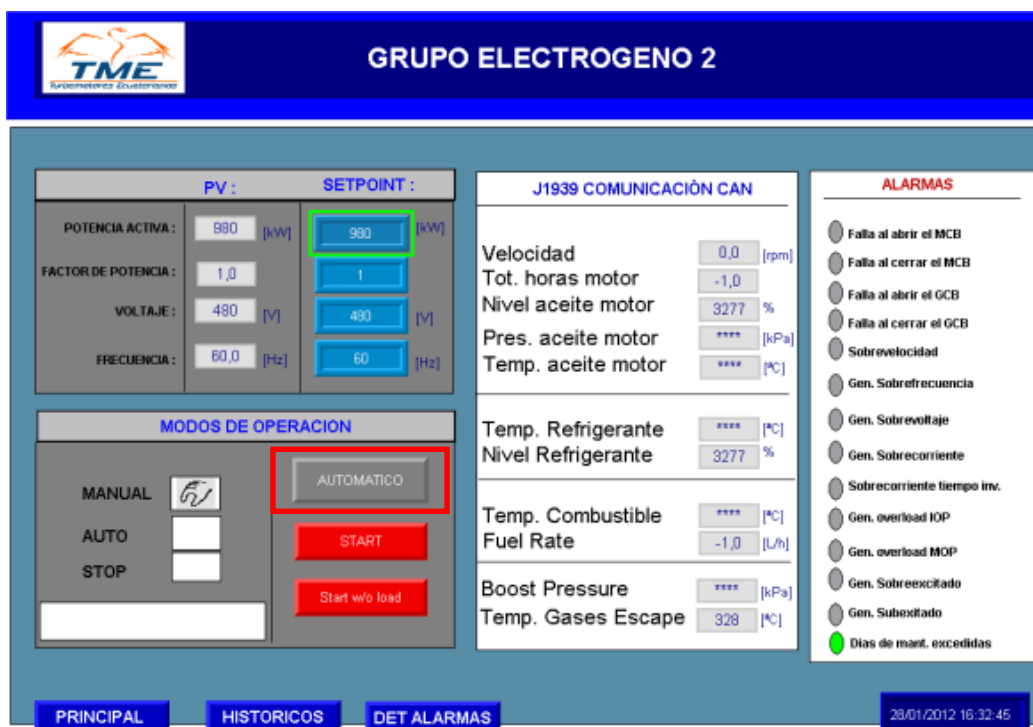 TME
Turbomotores Ecuatorianos
GRUPO ELECTROGENO 2
PV :
SETPOINT :
POTENCIA ACTIVA :
980
[kW]
980
[kW]
FACTOR DE POTENCIA :
1,0
1
VOLTAJE :
480
[V]
480
[V]
FRECUENCIA :
60,0
[Hz]
60
[Hz]
MODOS DE OPERACION
MANUAL
AUTO
STOP
AUTOMATICO
START
Start w/o load
J1939 COMUNICACIÒN CAN
Velocidad
0,0
[rpm]
Tot. horas motor
-1,0
Nivel aceite motor
3277
%
Pres. aceite motor
****
[kPa]
Temp. aceite motor
****
[ºC]
Temp. Refrigerante
****
[ºC]
Nivel Refrigerante
3277
%
Temp. Combustible
****
[ºC]
Fuel Rate
-1,0
[L/h]
Boost Pressure
****
[kPa]
Temp. Gases Escape
328
[ºC]
ALARMAS
Falla al abrir el MCB
Falla al cerrar el MCB
Falla al abrir el GCB
Falla al cerrar el GCB
Sobrevelocidad
Gen. Sobrefrecuencia
Gen. Sobrevoltaje
Gen. Sobrecorriente
Sobrecorriente tiempo inv.
Gen. overload IOP
Gen. overload MOP
Gen. Sobreexcitado
Gen. Subexitado
Dias de mant. excedidas
PRINCIPAL
HISTORICOS
DET ALARMAS
28/01/2012 16:32:45